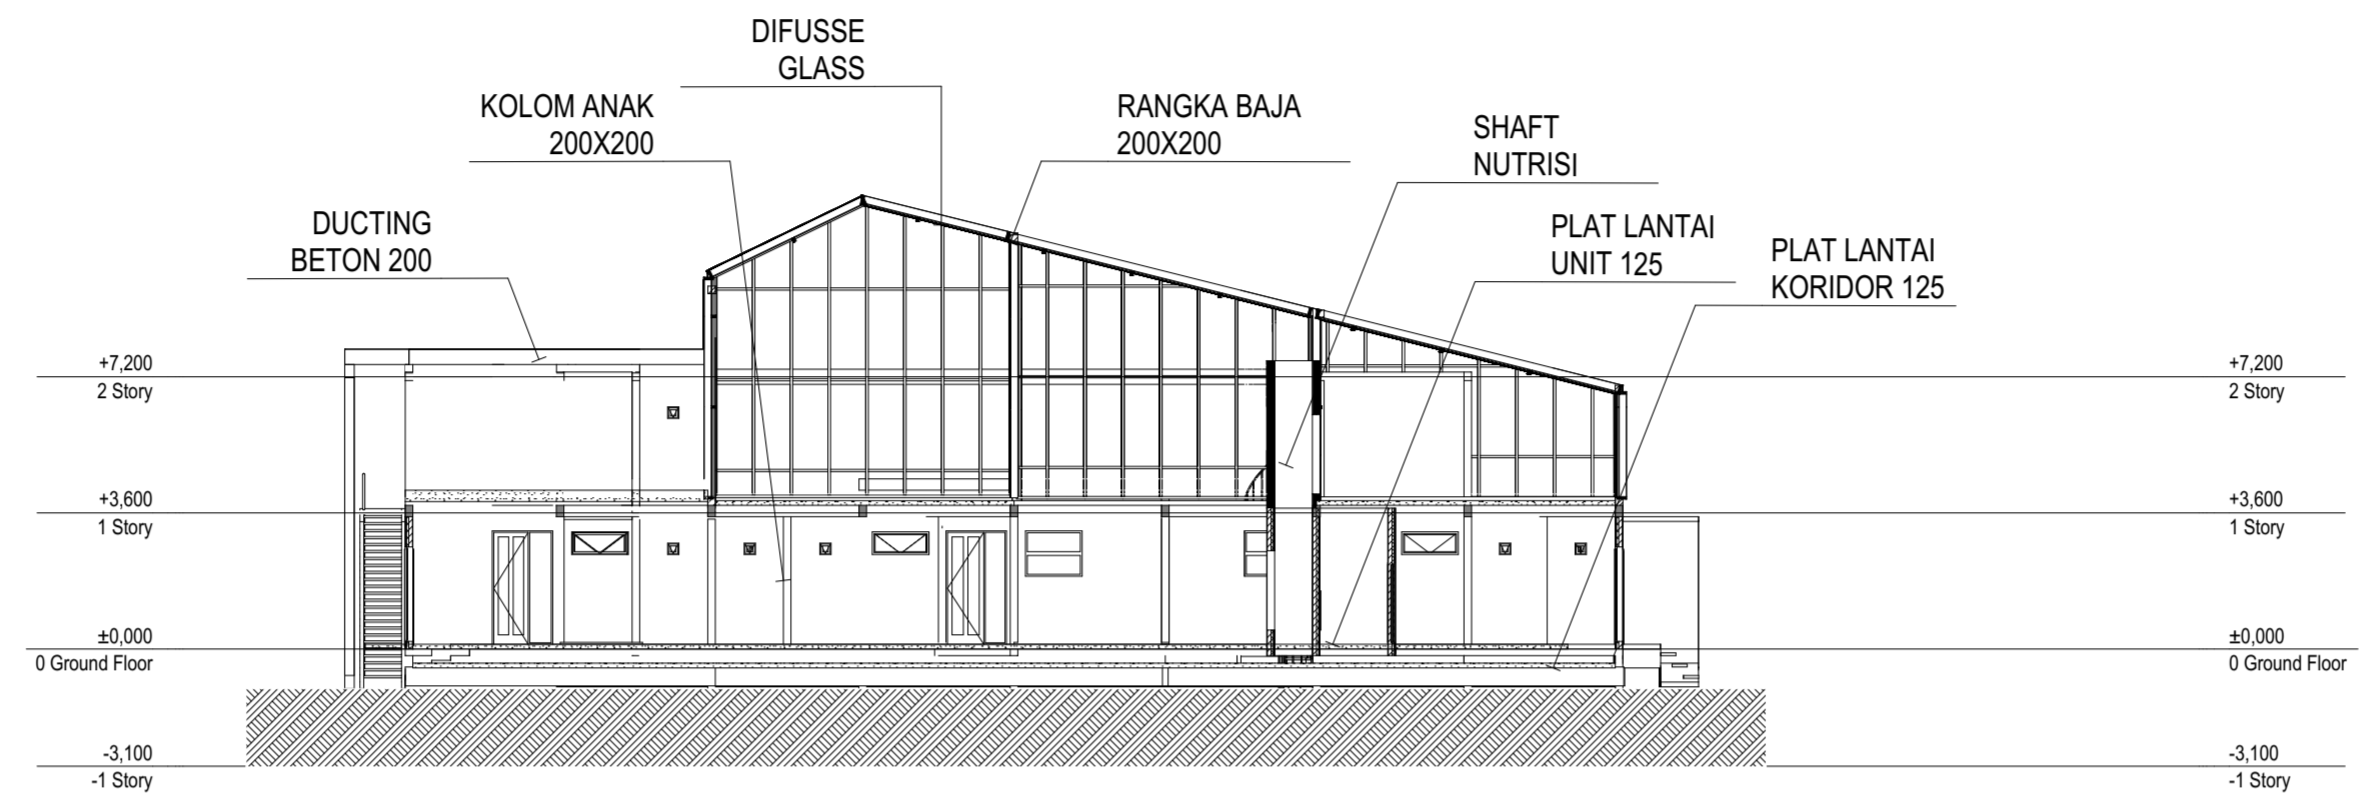 DIFUSSE
GLASS
KOLOM ANAK
200X200
RANGKA BAJA
200X200
SHAFT
NUTRISI
DUCTING
BETON 200
PLAT LANTAI
UNIT 125
PLAT LANTAI
KORIDOR 125
+7,200
2 Story
+7,200
2 Story
+3,600
1 Story
+3,600
1 Story
±0,000
0 Ground Floor
±0,000
0 Ground Floor
-3,100
-1 Story
-3,100
-1 Story